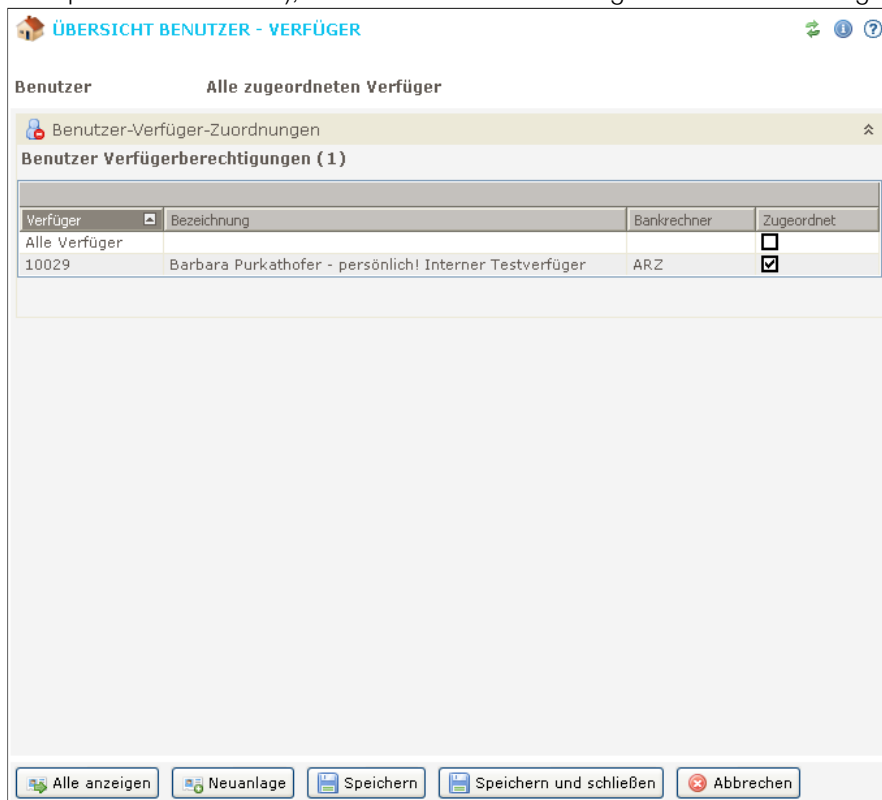 ÜBERSICHT BENUTZER - VERFÜGER
Benutzer Alle zugeordneten Verfüger
Benutzer-Verfüger-Zuordnungen
Benutzer Verfügerberechtigungen (1)
Verfüger Bezeichnung Bankrechner Zugeordnet
Alle Verfüger
10029 Barbara Purkathofer - persönlich! Interner Testverfüger ARZ
Alle anzeigen Neuanlage Speichern Speichern und schließen Abbrechen